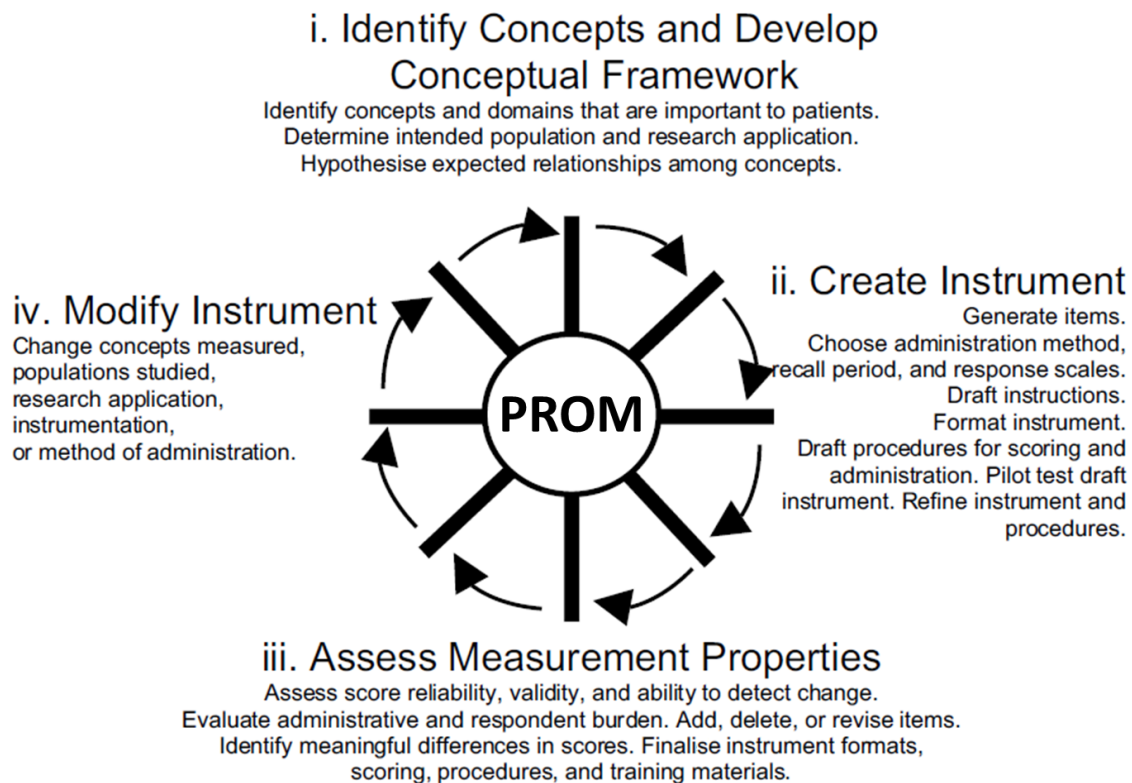 i. Identify Concepts and Develop
Conceptual Framework
Identify concepts and domains that are important to patients.
Determine intended population and research application.
Hypothesise expected relationships among concepts.
ii. Create Instrument
Generate items.
Choose administration method,
recall period, and response scales.
Draft instructions.
Format instrument.
Draft procedures for scoring and
administration. Pilot test draft
instrument. Refine instrument and
procedures.
iv. Modify Instrument
Change concepts measured,
populations studied,
research application,
instrumentation,
or method of administration.
PROM
iii. Assess Measurement Properties
Assess score reliability, validity, and ability to detect change.
Evaluate administrative and respondent burden. Add, delete, or revise items.
Identify meaningful differences in scores. Finalise instrument formats,
scoring, procedures, and training materials.